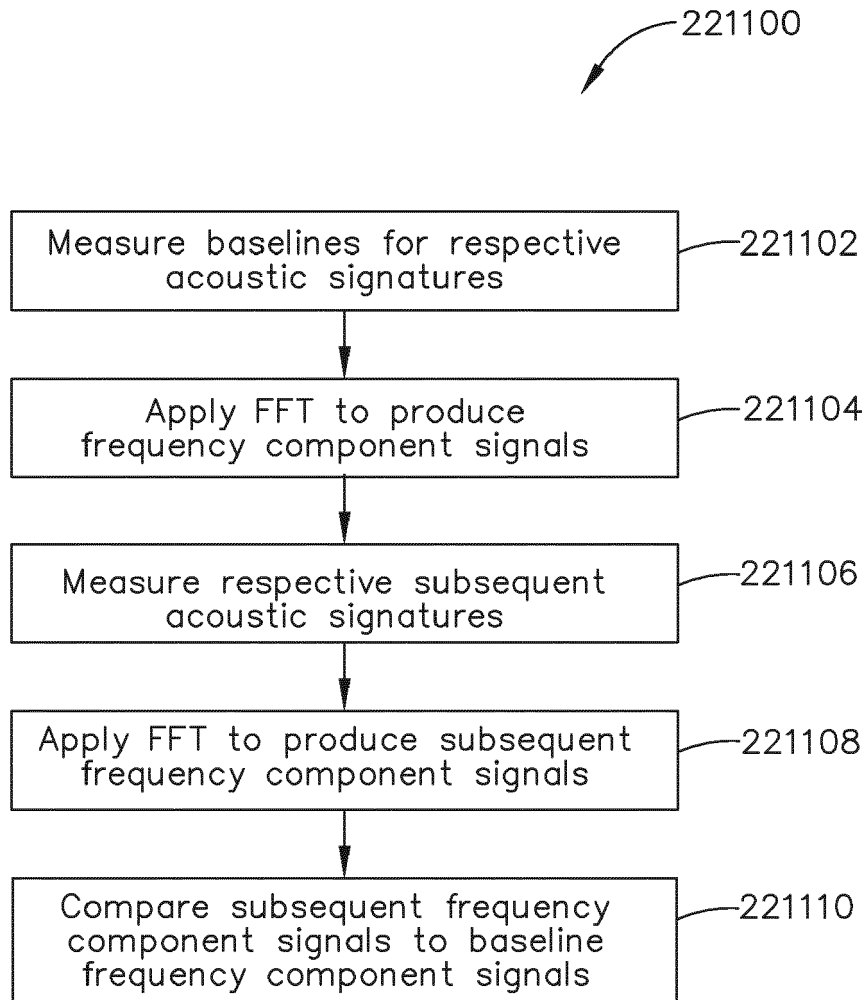 221100
Measure baselines for respective
acoustic signatures
221102
Apply FFT to produce
frequency component signals
221104
Measure respective subsequent
acoustic signatures
221106
Apply FFT to produce subsequent
frequency component signals
221108
Compare subsequent frequency
component signals to baseline
frequency component signals
221110